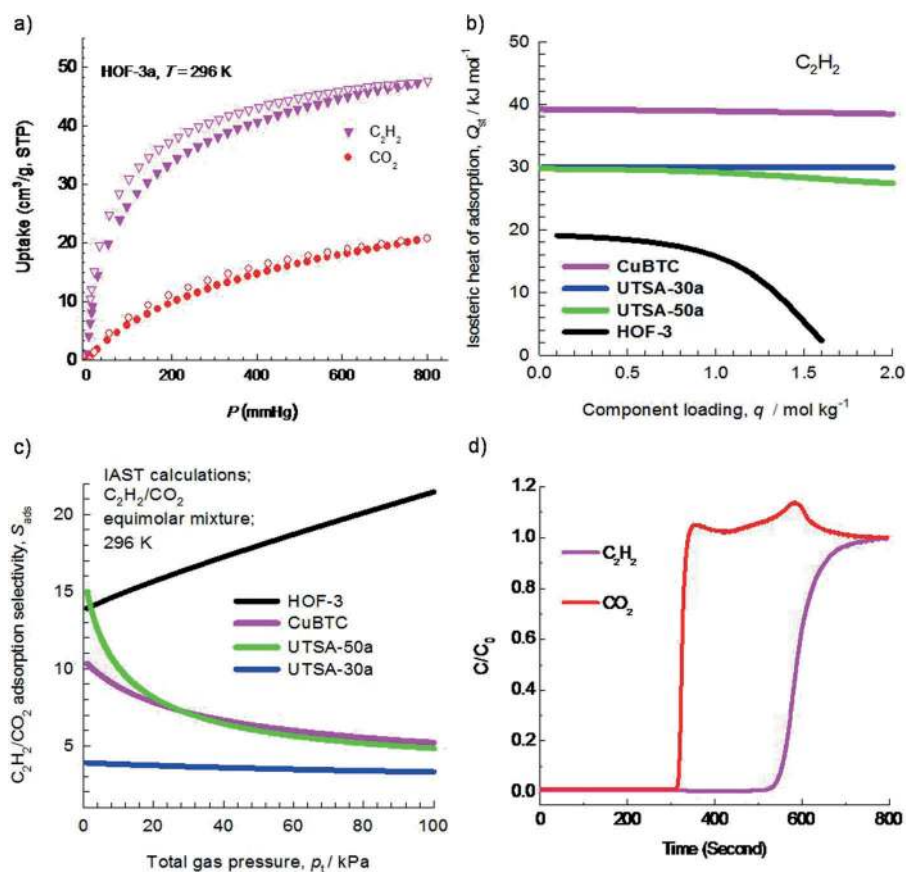 a)
50
40
30
20
10
0
HOF-3a, T = 296 K
C₂H₂
CO₂
Uptake (cm³/g, STP)
0 200 400 600 800
P (mmHg)
b)
50
40
30
20
10
0
C₂H₂
CuBTC
UTSA-30a
UTSA-50a
HOF-3
Isosteric heat of adsorption, Qst / kJ mol⁻¹
0.0 0.5 1.0 1.5 2.0
Component loading, q / mol kg⁻¹
c)
20
15
10
5
IAST calculations;
C₂H₂/CO₂
equimolar mixture;
296 K
HOF-3
CuBTC
UTSA-50a
UTSA-30a
C₂H₂/CO₂ adsorption selectivity, Sads
0 20 40 60 80 100
Total gas pressure, pt / kPa
d)
1.2
1.0
0.8
0.6
0.4
0.2
0.0
C₂H₂
CO₂
C/C₀
0 200 400 600 800
Time (Second)